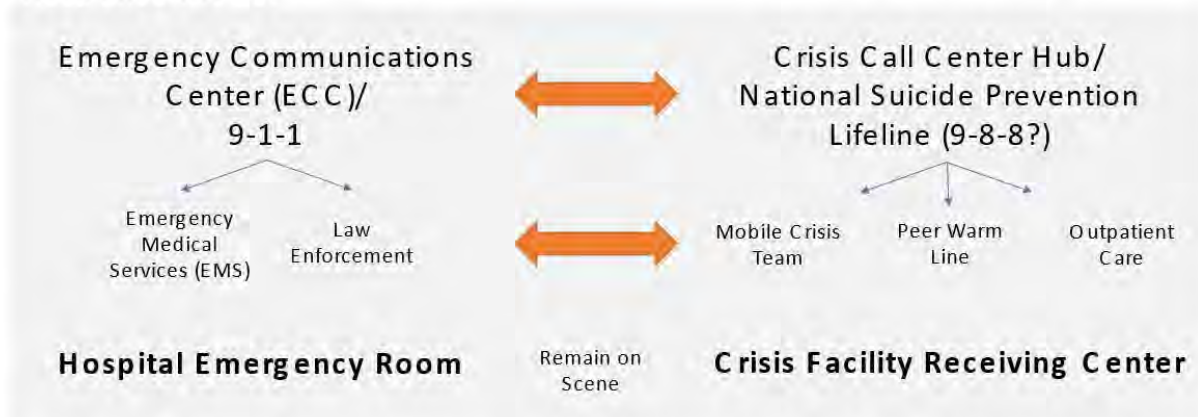 Emergency Communications
Center (ECC)/
9-1-1
Crisis Call Center Hub/
National Suicide Prevention
Lifeline (9-8-8?)
Emergency
Medical
Services (EMS)
Law
Enforcement
Mobile Crisis
Team
Peer Warm
Line
Outpatient
Care
Hospital Emergency Room
Remain on
Scene
Crisis Facility Receiving Center